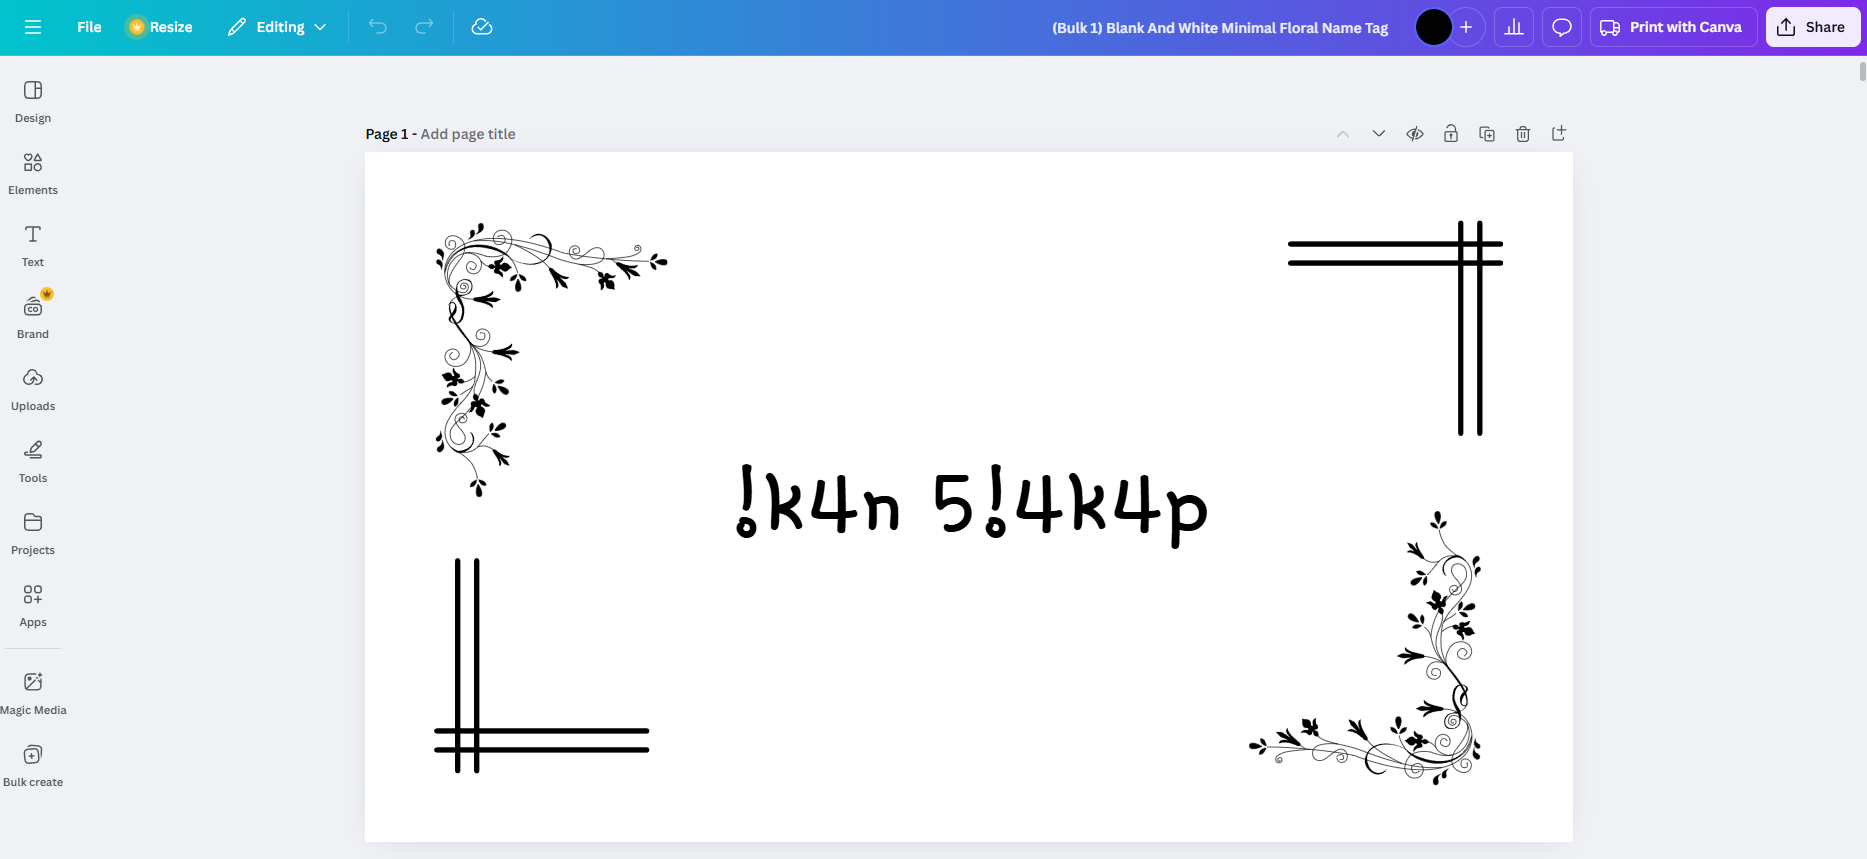 File
Resize
Editing
(Bulk 1) Blank And White Minimal Floral Name Tag
Print with Canva
Share
Design
Elements
Text
Brand
Uploads
Tools
Projects
Apps
Magic Media
Bulk create
Page 1 - Add page title
!k4n 5!4k4p